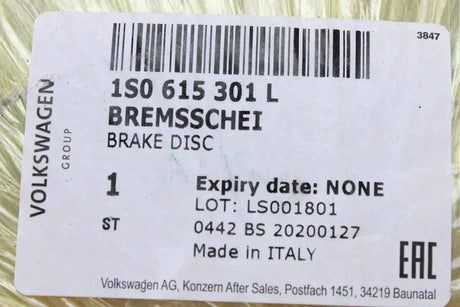 3847
1S0 615 301 L
BREMSSCHEI
BRAKE DISC
VOLKSWAGEN
GROUP
1
ST
Expiry date: NONE
LOT: LS001801
0442 BS 20200127
Made in ITALY
EAC
Volkswagen AG, Konzern After Sales, Postfach 1451, 34219 Baunatal